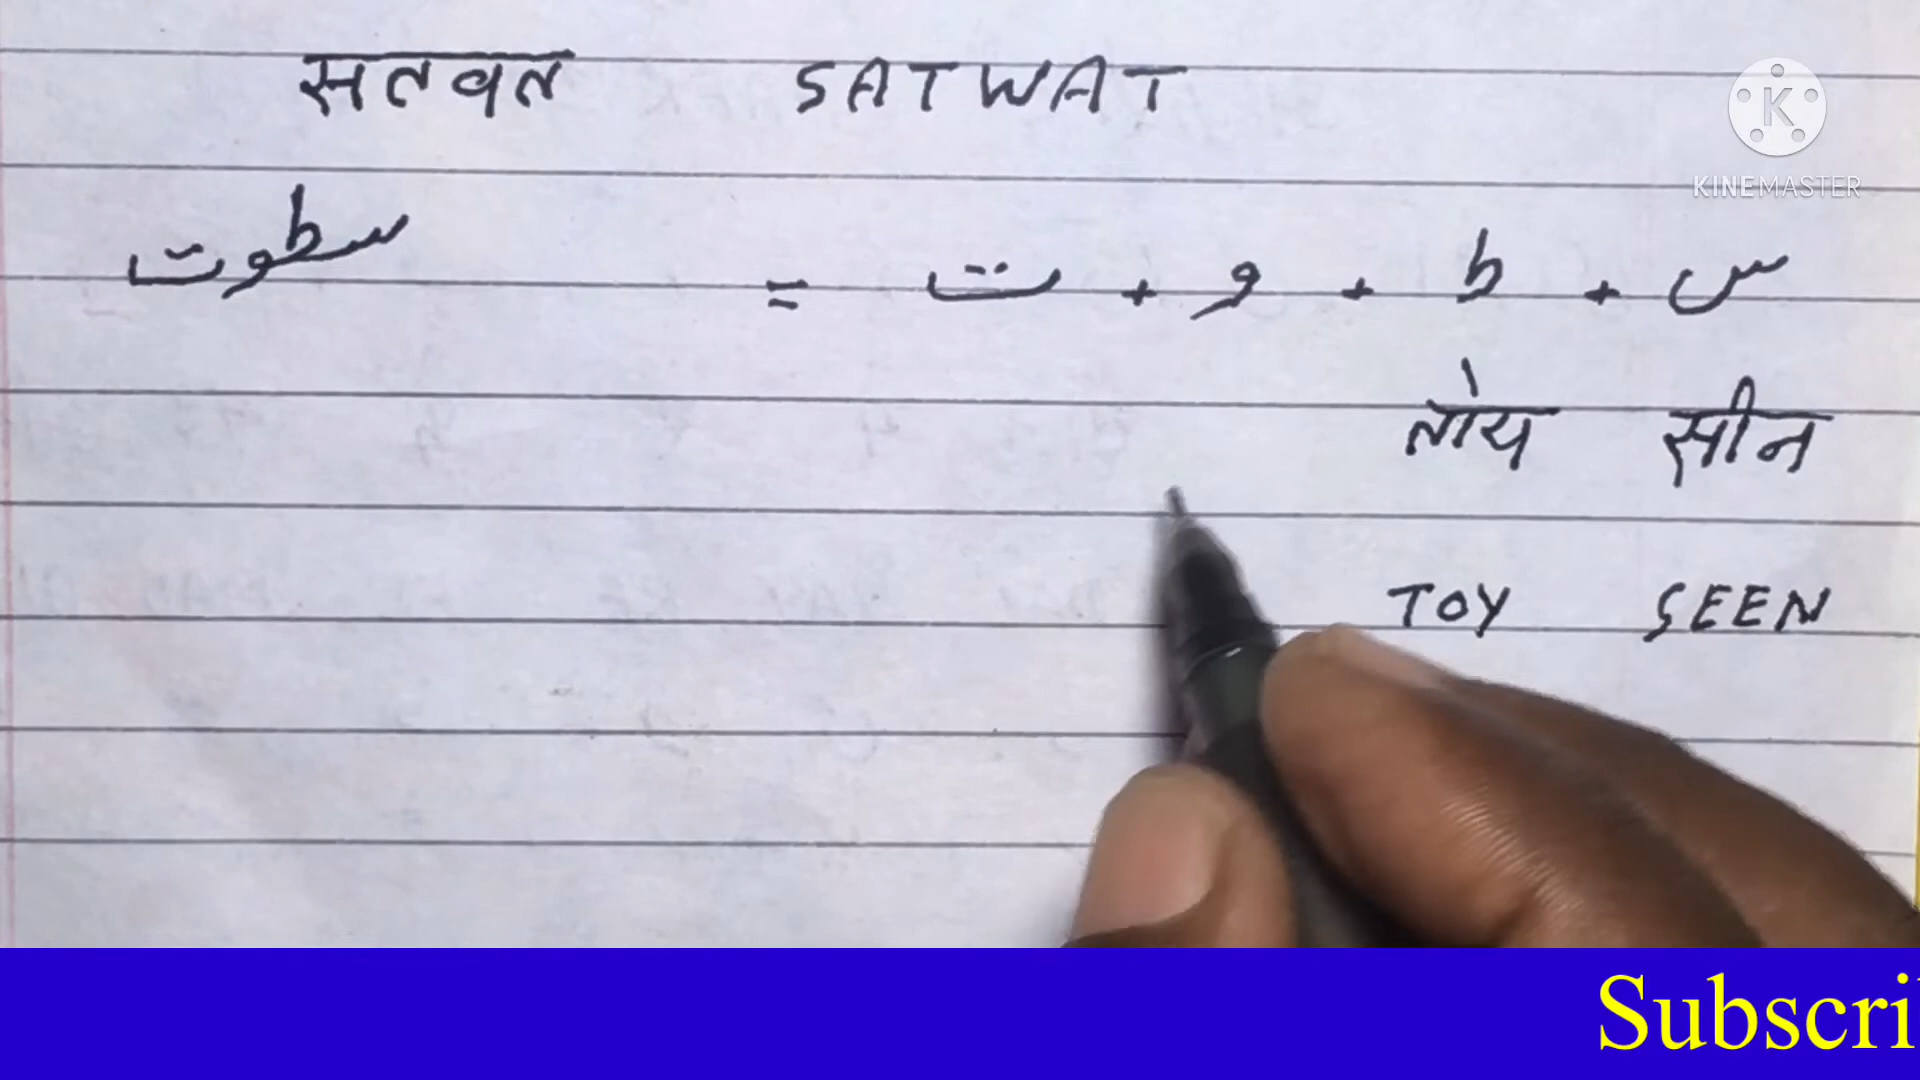 सतवत SATWAT
KINEMASTER
س + ط + و + ت = سطوت
तोय सीन
TOY SEEN
Subscri